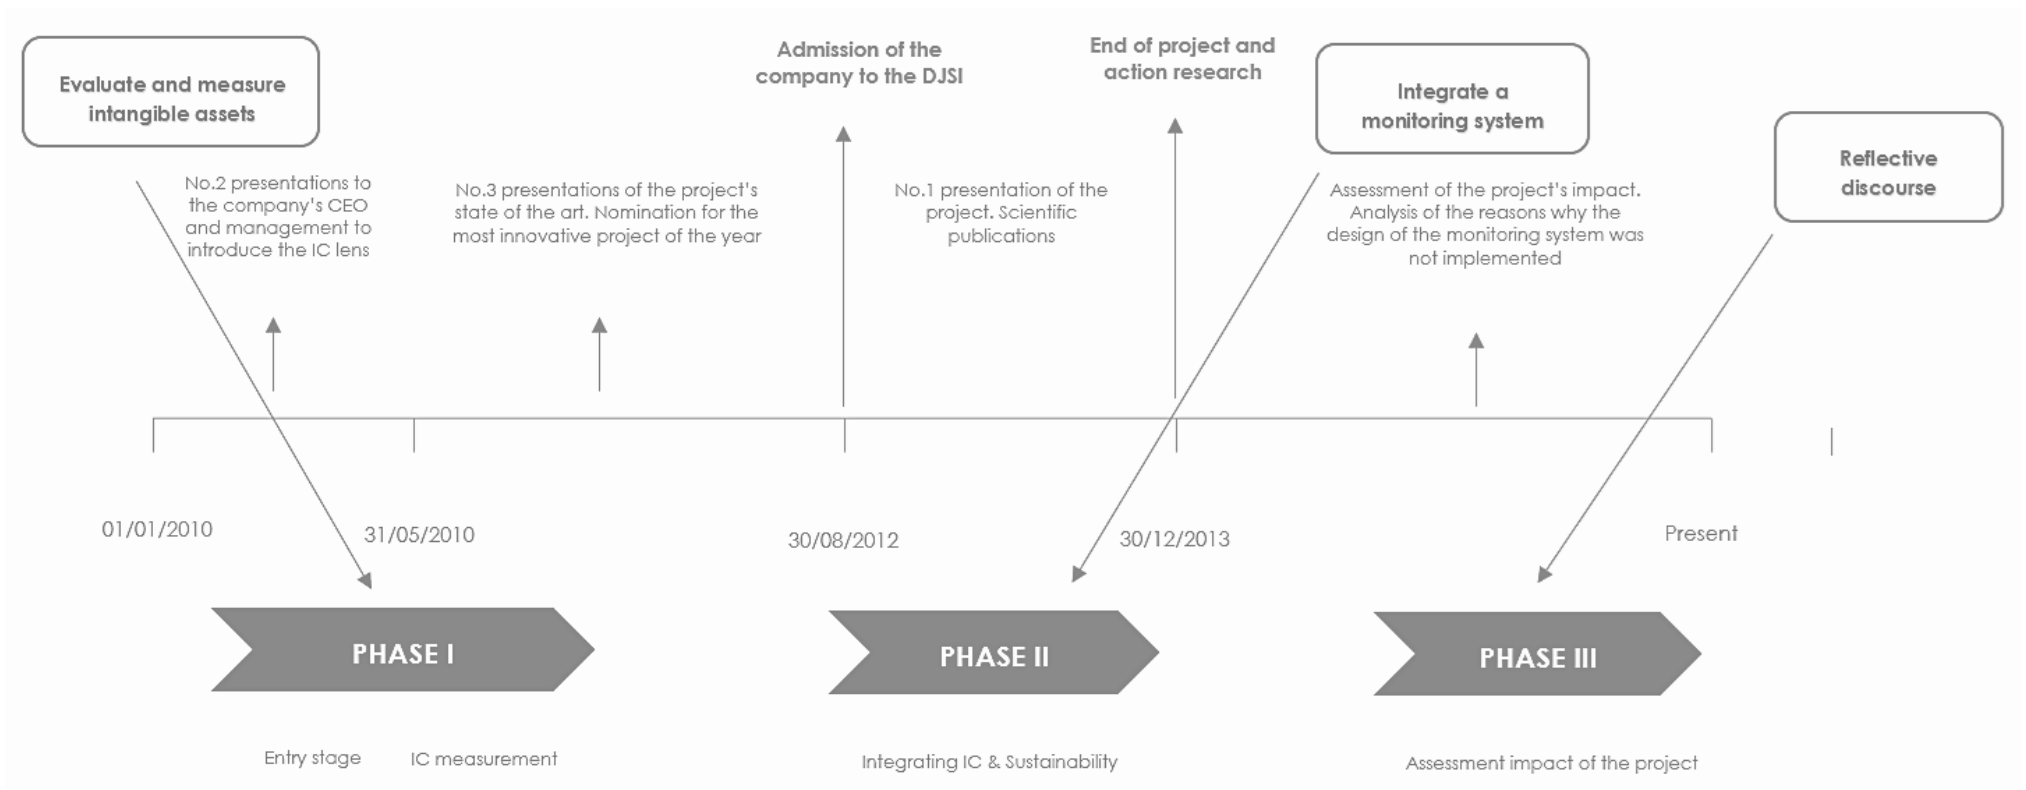 Evaluate and measure
intangible assets
Admission of the
company to the DJSI
End of project and
action research
Integrate a
monitoring system
Reflective
discourse
No.2 presentations to
the company's CEO
and management to
introduce the IC lens
No.3 presentations of the project's
state of the art. Nomination for the
most innovative project of the year
No.1 presentation of the
project. Scientific
publications
Assessment of the project's impact.
Analysis of the reasons why the
design of the monitoring system was
not implemented
01/01/2010
31/05/2010
30/08/2012
30/12/2013
Present
PHASE I
PHASE II
PHASE III
Entry stage
IC measurement
Integrating IC & Sustainability
Assessment impact of the project